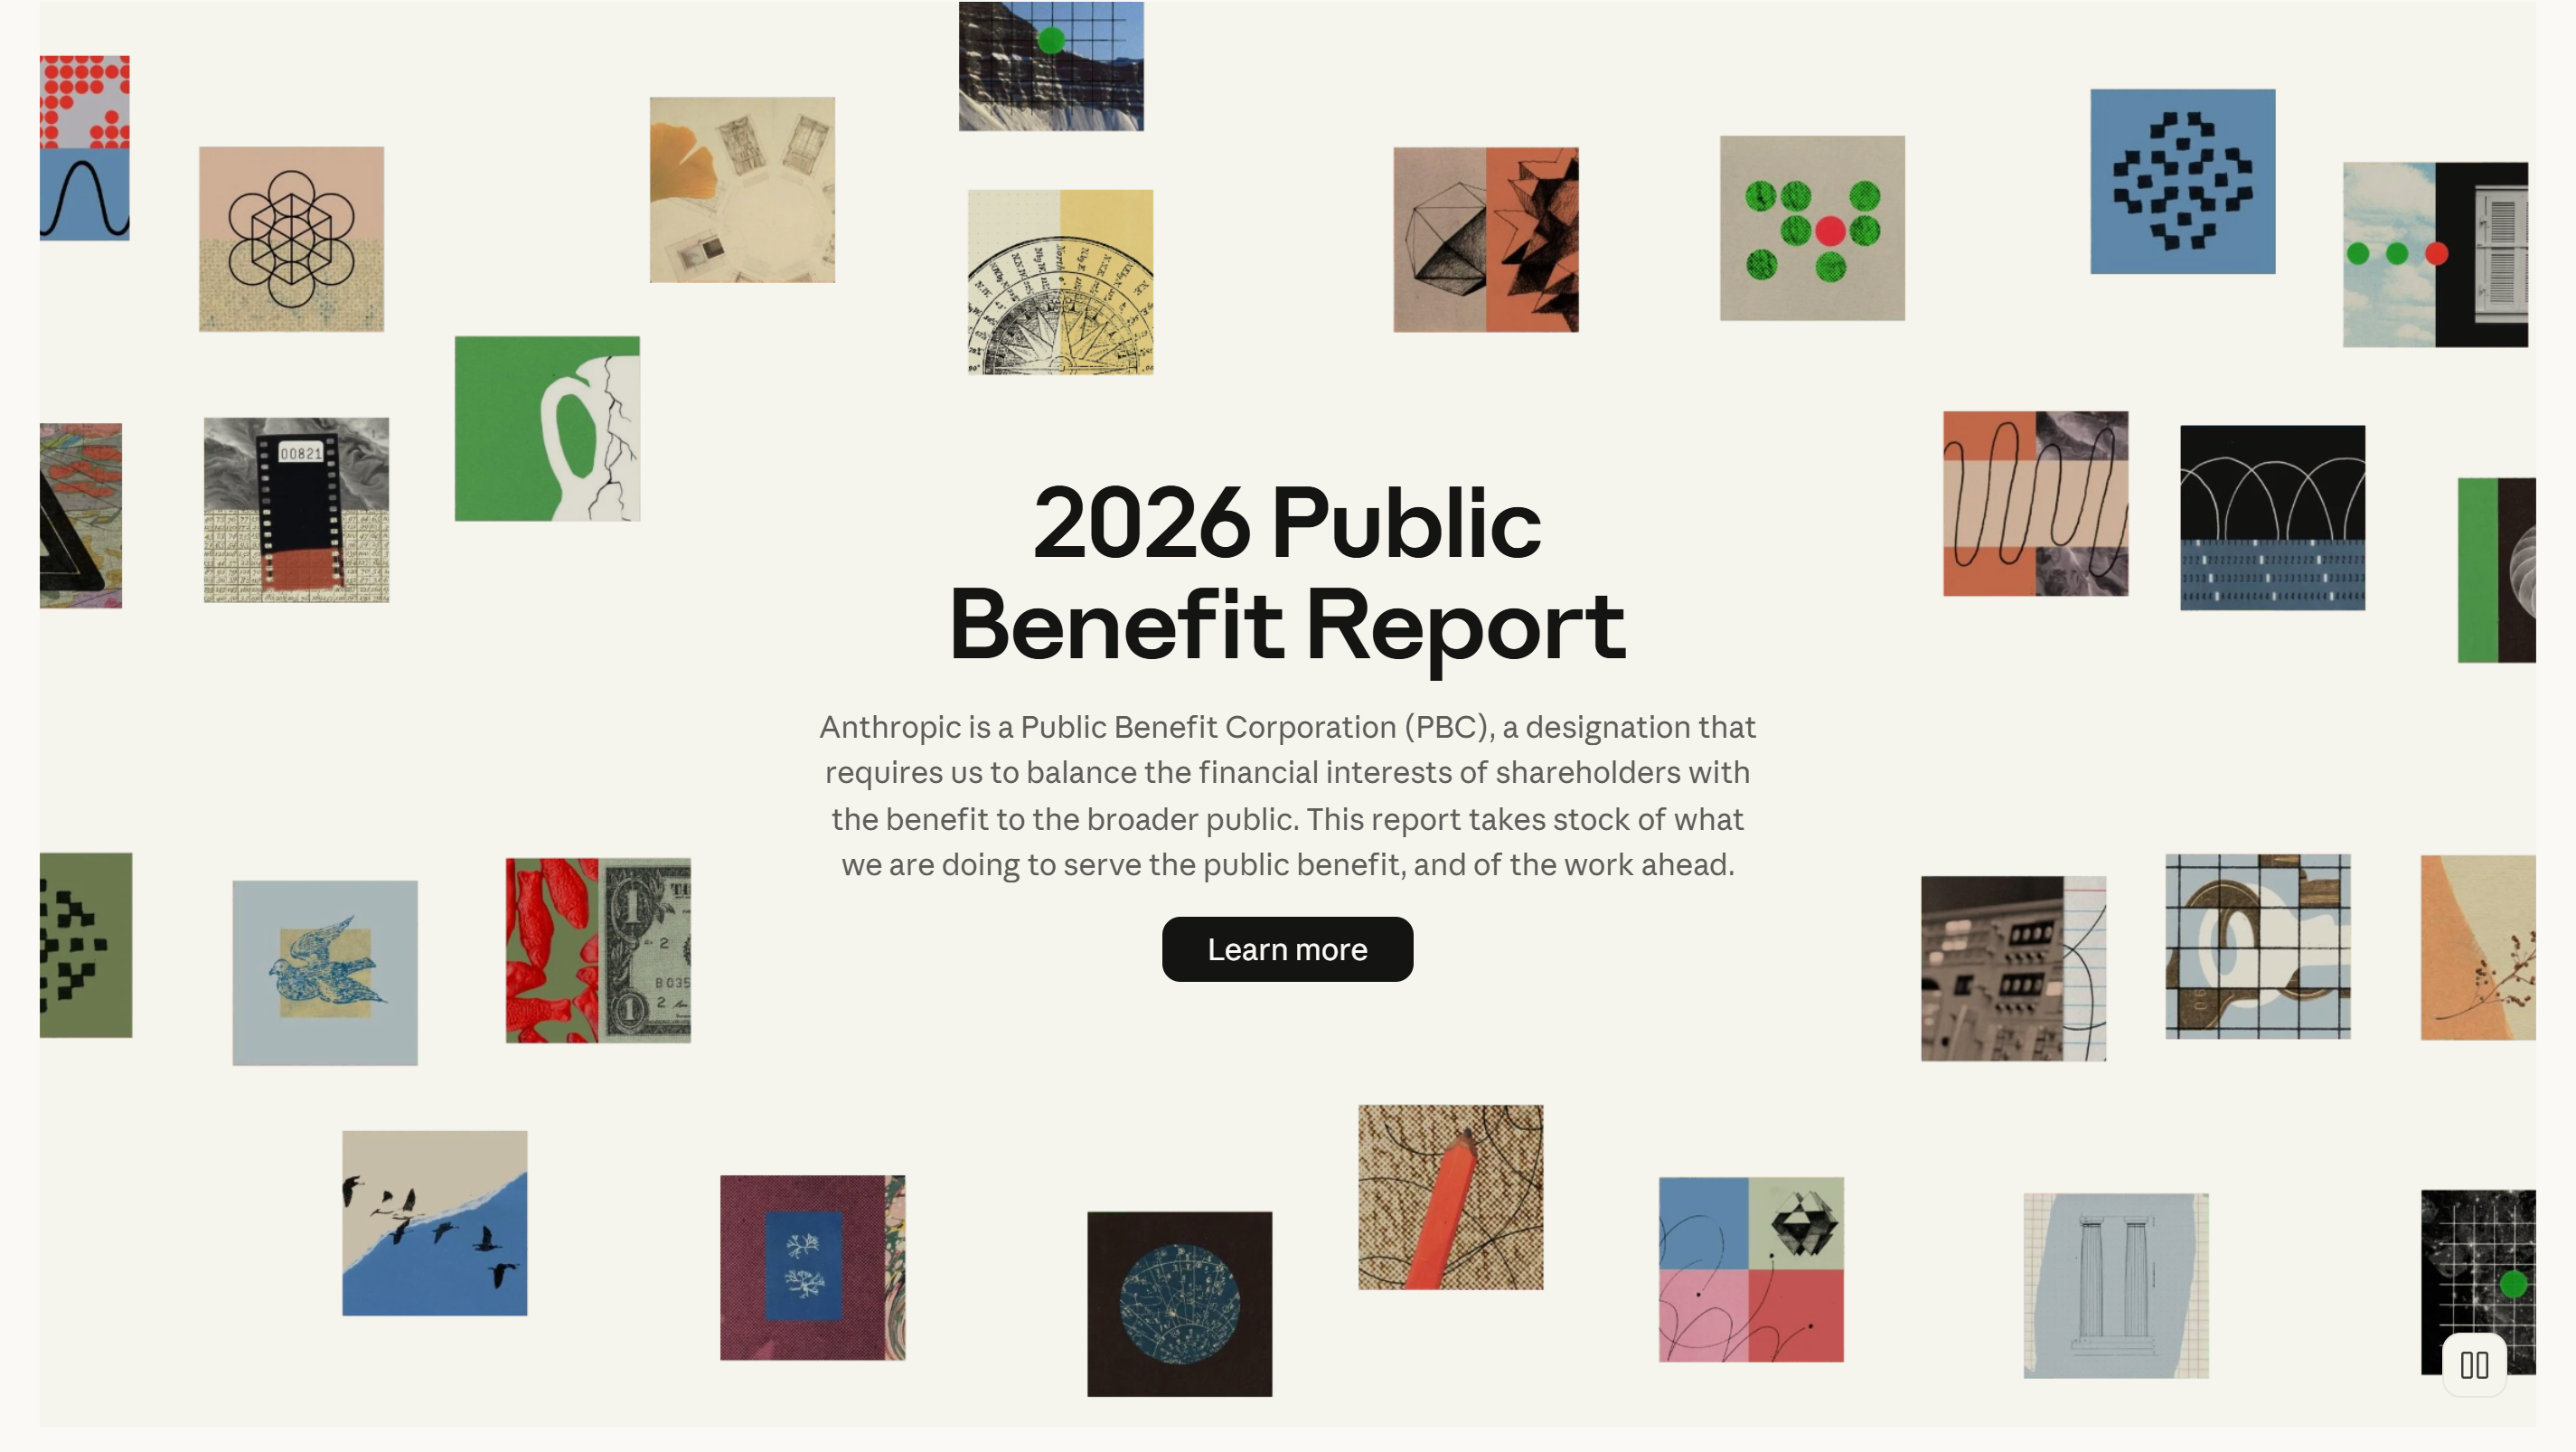 00821
2026 Public
Benefit Report
Anthropic is a Public Benefit Corporation (PBC), a designation that
requires us to balance the financial interests of shareholders with
the benefit to the broader public. This report takes stock of what
we are doing to serve the public benefit, and of the work ahead.
Learn more